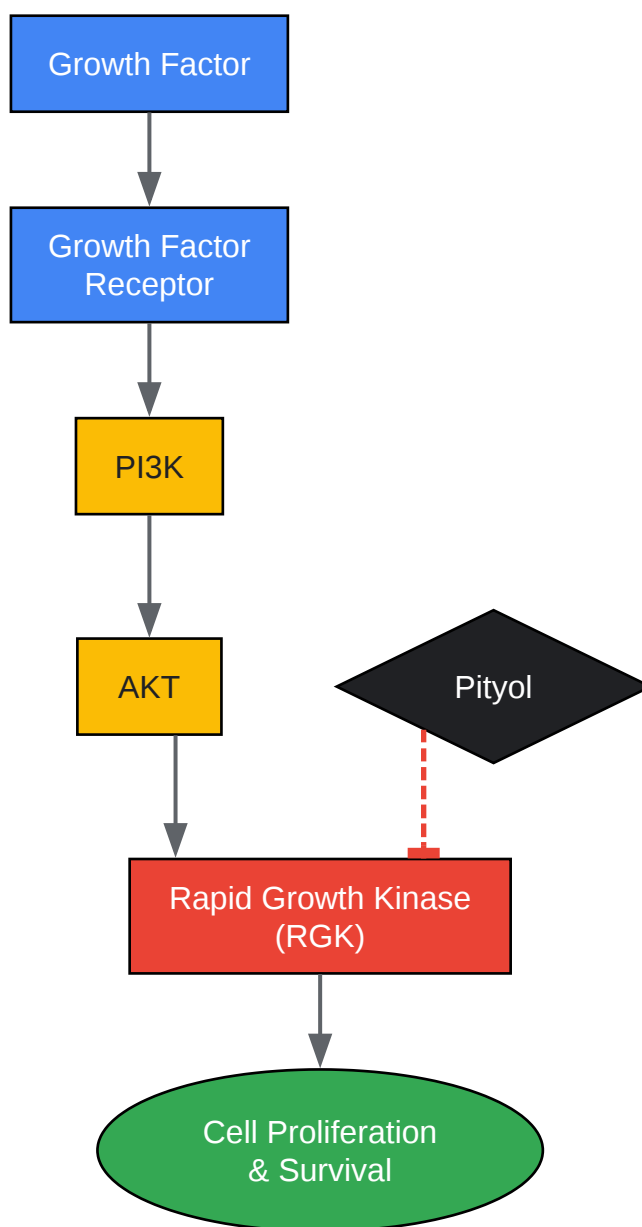 Growth Factor
Growth Factor
Receptor
PI3K
AKT
Pityol
Rapid Growth Kinase
(RGK)
Cell Proliferation
& Survival